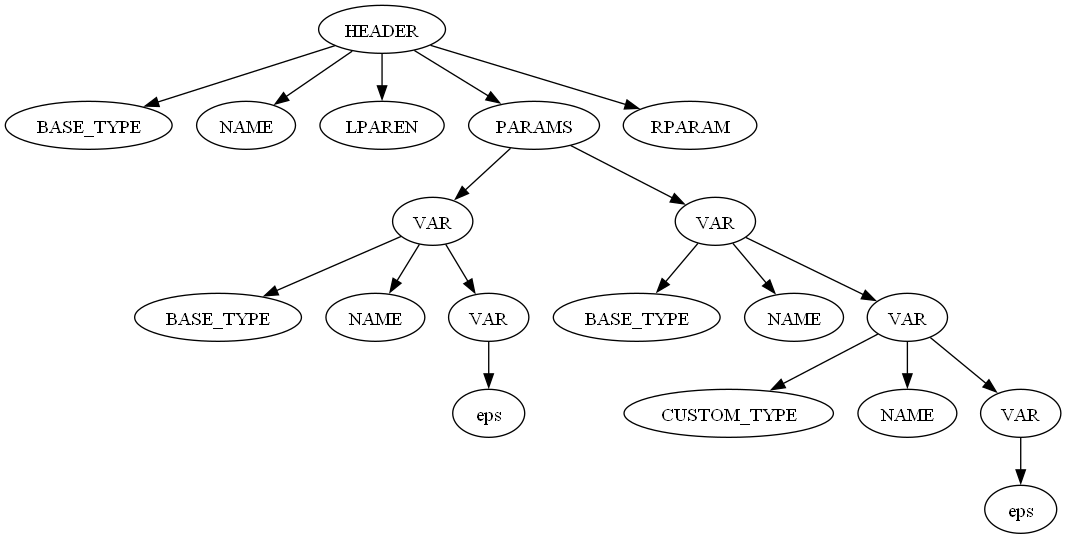 HEADER
BASE_TYPE NAME LPAREN PARAMS RPARAM
VAR VAR
BASE_TYPE NAME VAR BASE_TYPE NAME VAR
eps CUSTOM_TYPE NAME VAR
eps